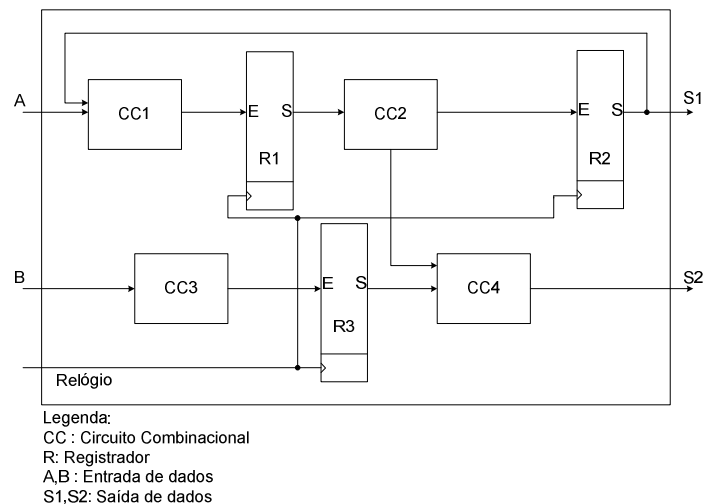 A
CC1
E S
R1
CC2
E S
R2
S1
B
CC3
E S
R3
CC4
S2
Relógio
Legenda:
CC : Circuito Combinacional
R: Registrador
A,B : Entrada de dados
S1,S2: Saída de dados